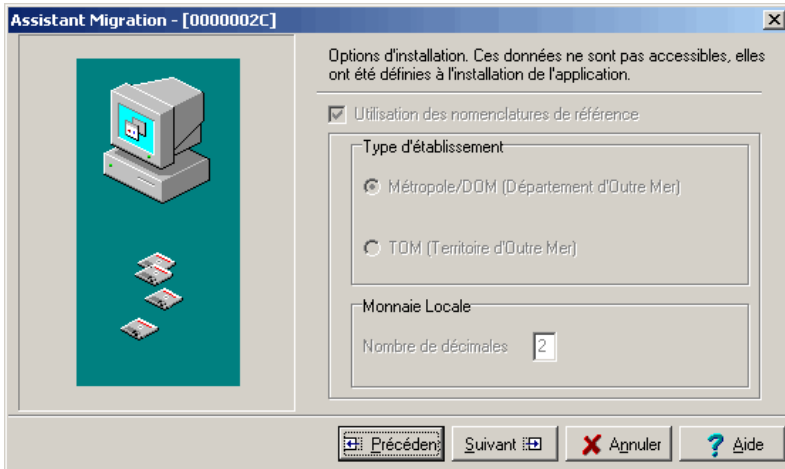 Assistant Migration - [0000002C]
Options d'installation. Ces données ne sont pas accessibles, elles
ont été définies à l'installation de l'application.
Utilisation des nomenclatures de référence
Type d'établissement
Métropole/DOM (Département d'Outre Mer)
TOM (Territoire d'Outre Mer)
Monnaie Locale
Nombre de décimales 2
Précéden Suivant Annuler Aide